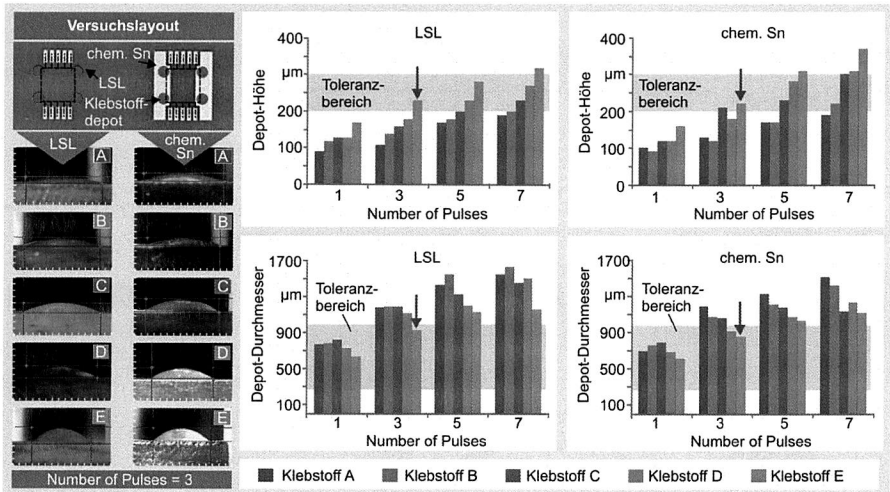 Versuchslayout
chem. Sn
LSL
Klebstoff-
depot
LSL
chem.
Sn
A
A
B
B
C
C
D
D
E
E
Number of Pulses = 3
LSL
400
µm
300
200
100
0
Depot-Höhe
Toleranz-
bereich
1 3 5 7
Number of Pulses
chem. Sn
400
µm
300
200
100
0
Depot-Höhe
Toleranz-
bereich
1 3 5 7
Number of Pulses
LSL
1700
µm
900
500
100
Depot-Durchmesser
Toleranz-
bereich
1 3 5 7
Number of Pulses
chem. Sn
1700
µm
900
500
100
Depot-Durchmesser
Toleranz-
bereich
1 3 5 7
Number of Pulses
Klebstoff A Klebstoff B Klebstoff C Klebstoff D Klebstoff E